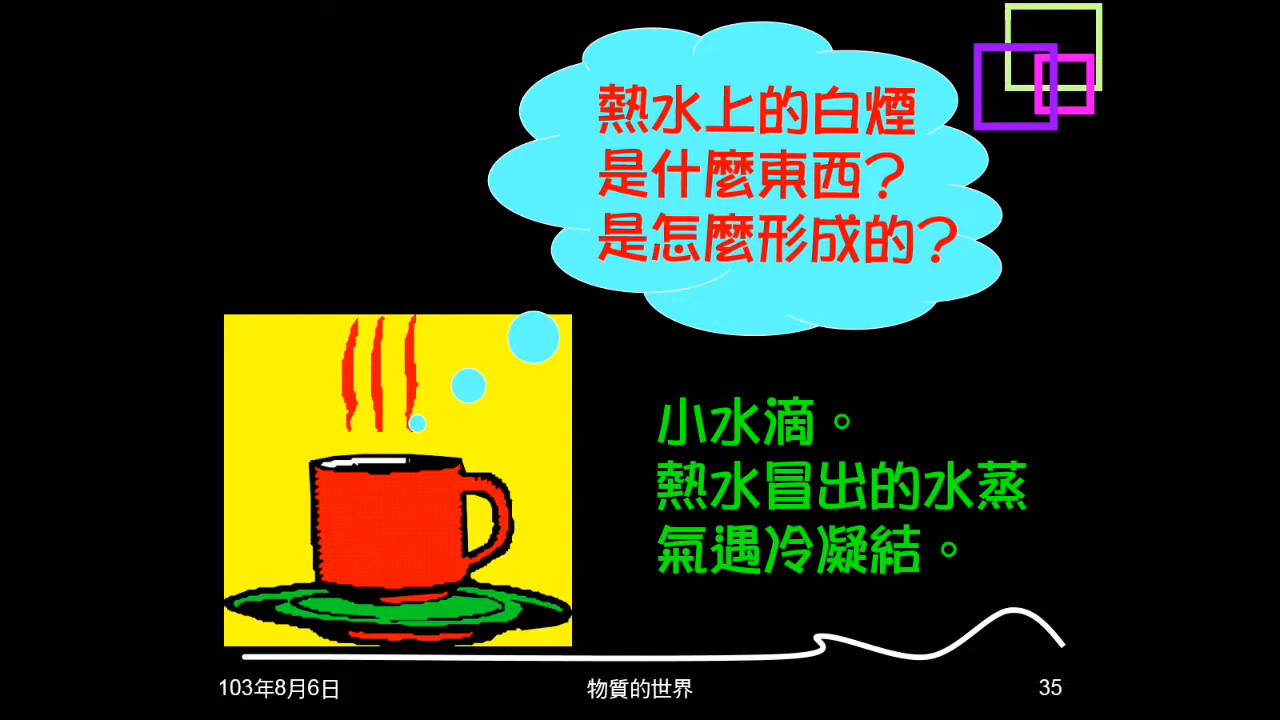 熱水上的白煙
是什麼東西?
是怎麼形成的?
小水滴。
熱水冒出的水蒸
氣遇冷凝結。
103年8月6日
物質的世界
35